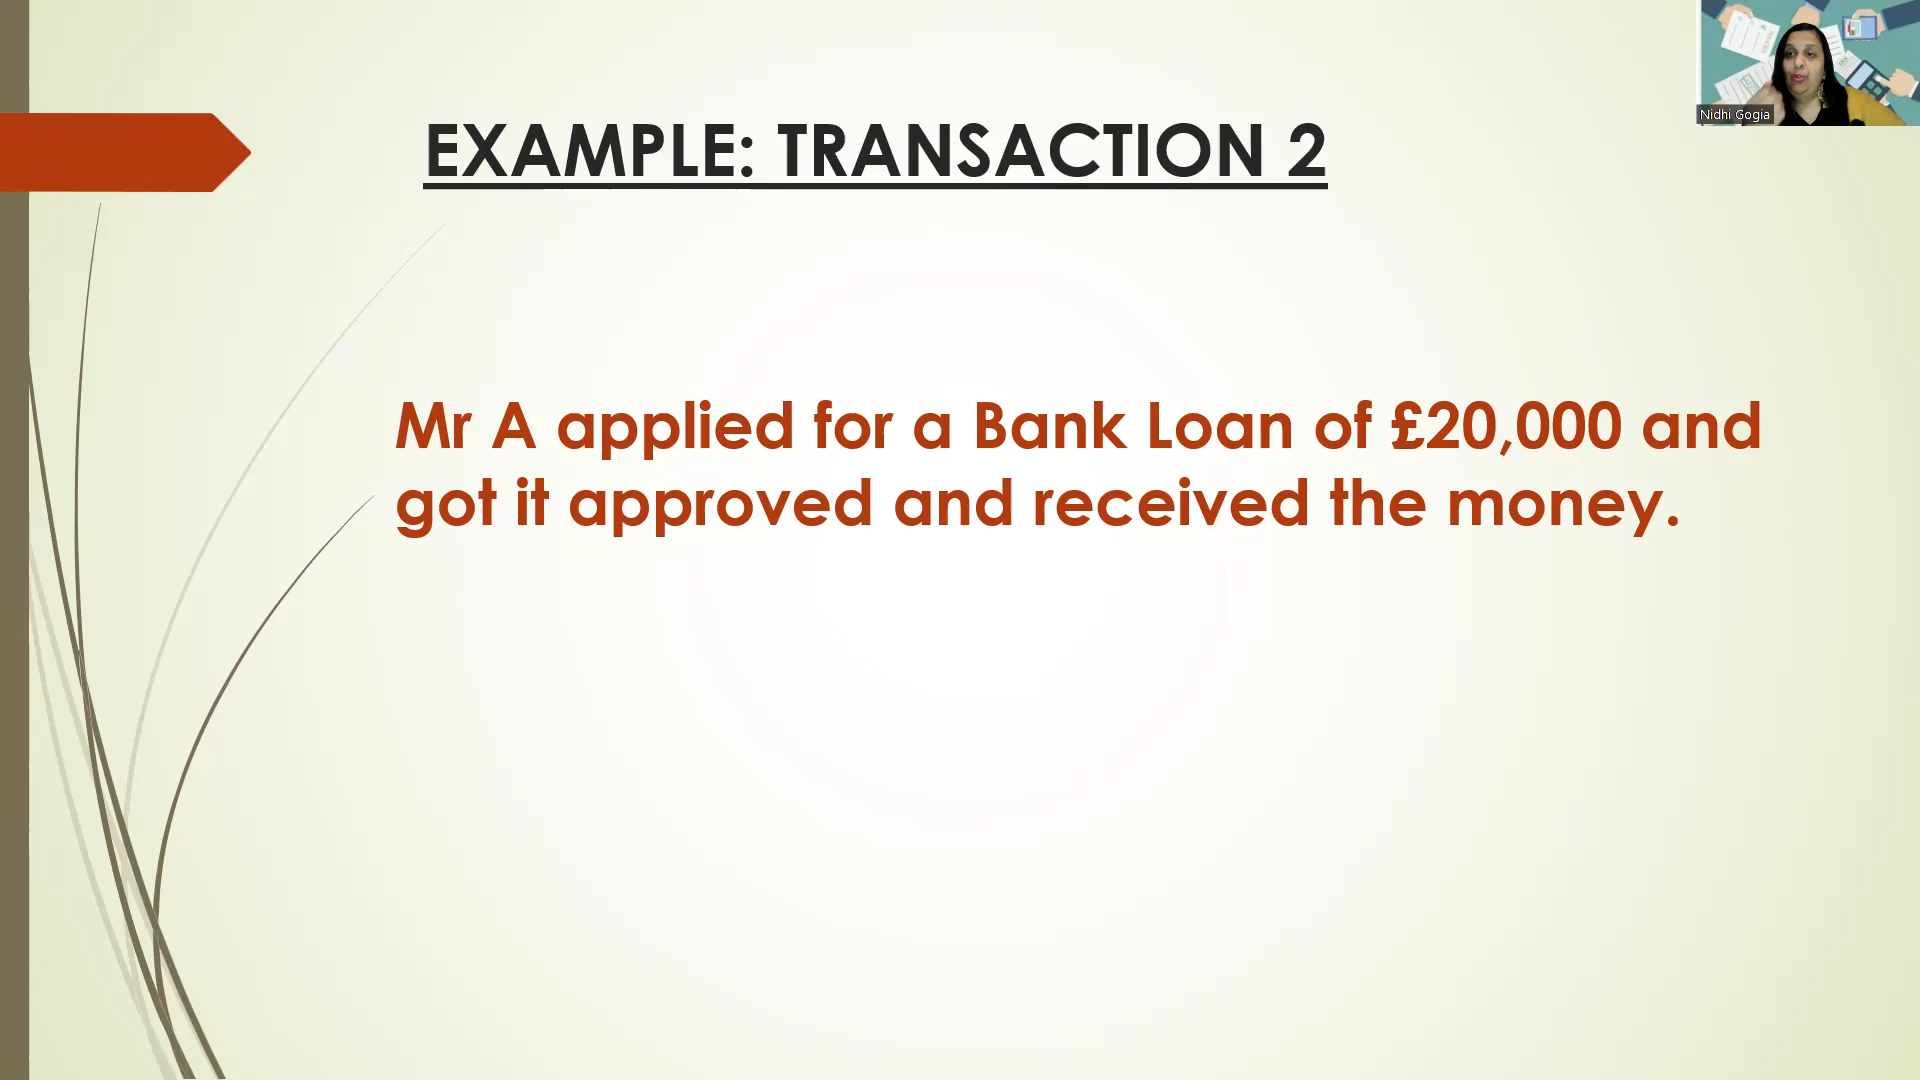 EXAMPLE: TRANSACTION 2
Nidhi Gogia
Mr A applied for a Bank Loan of £20,000 and
got it approved and received the money.